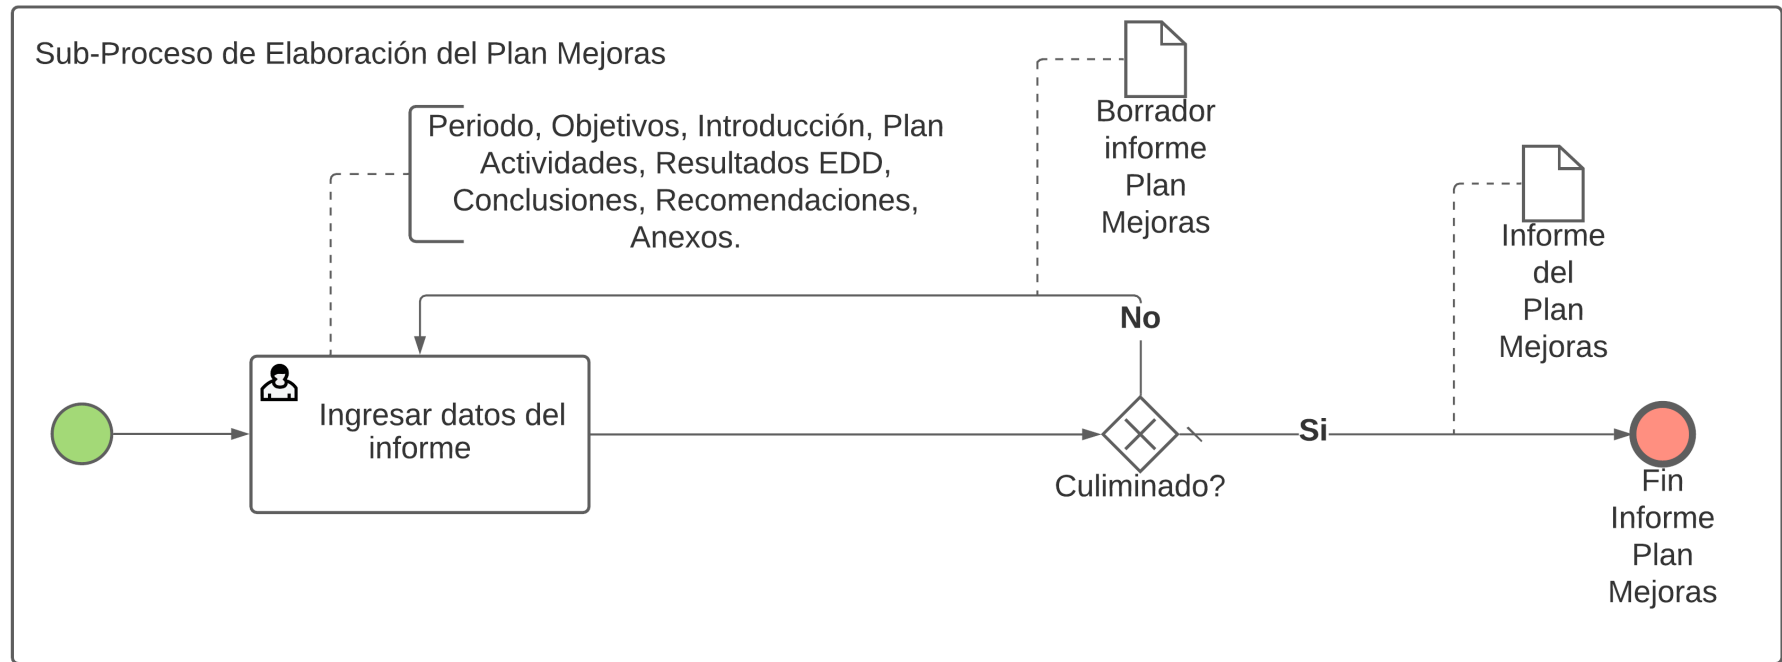 Sub-Proceso de Elaboración del Plan Mejoras
Periodo, Objetivos, Introducción, Plan
Actividades, Resultados EDD,
Conclusiones, Recomendaciones,
Anexos.
Borrador
informe
Plan
Mejoras
Informe
del
Plan
Mejoras
No
Ingresar datos del
informe
Si
Culiminado?
Fin
Informe
Plan
Mejoras